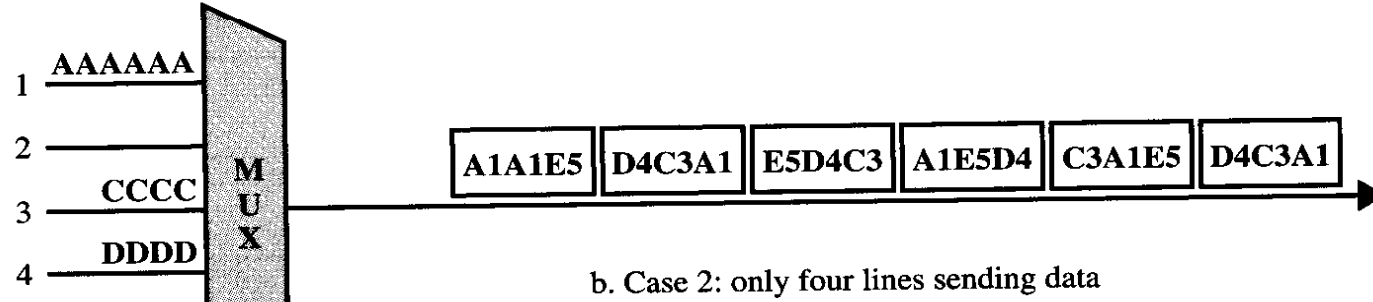 1 AAAAAA
2
A1A1E5 D4C3A1 E5D4C3 A1E5D4 C3A1E5 D4C3A1
3 CCCC
MUX
4 DDDD
b. Case 2: only four lines sending data